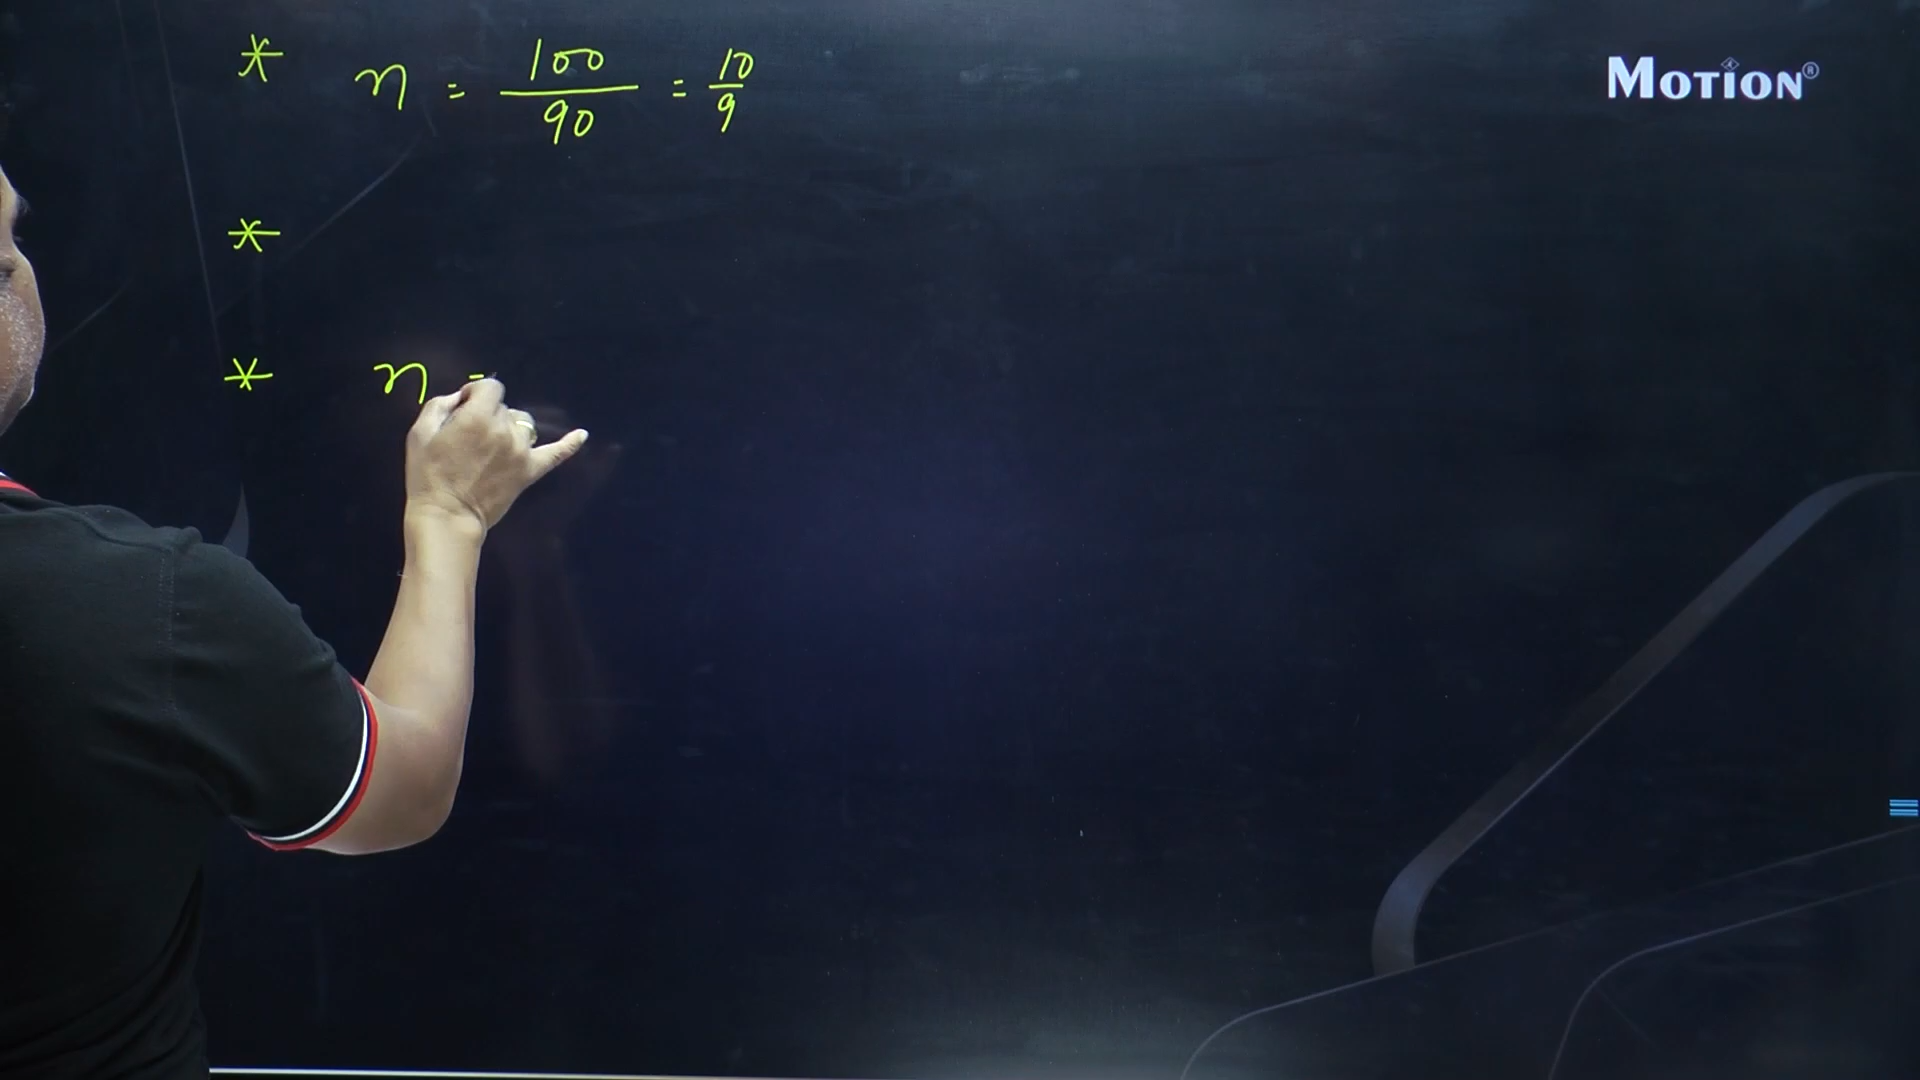 * n = 100/90 = 10/9
MOTION®
*
* n =